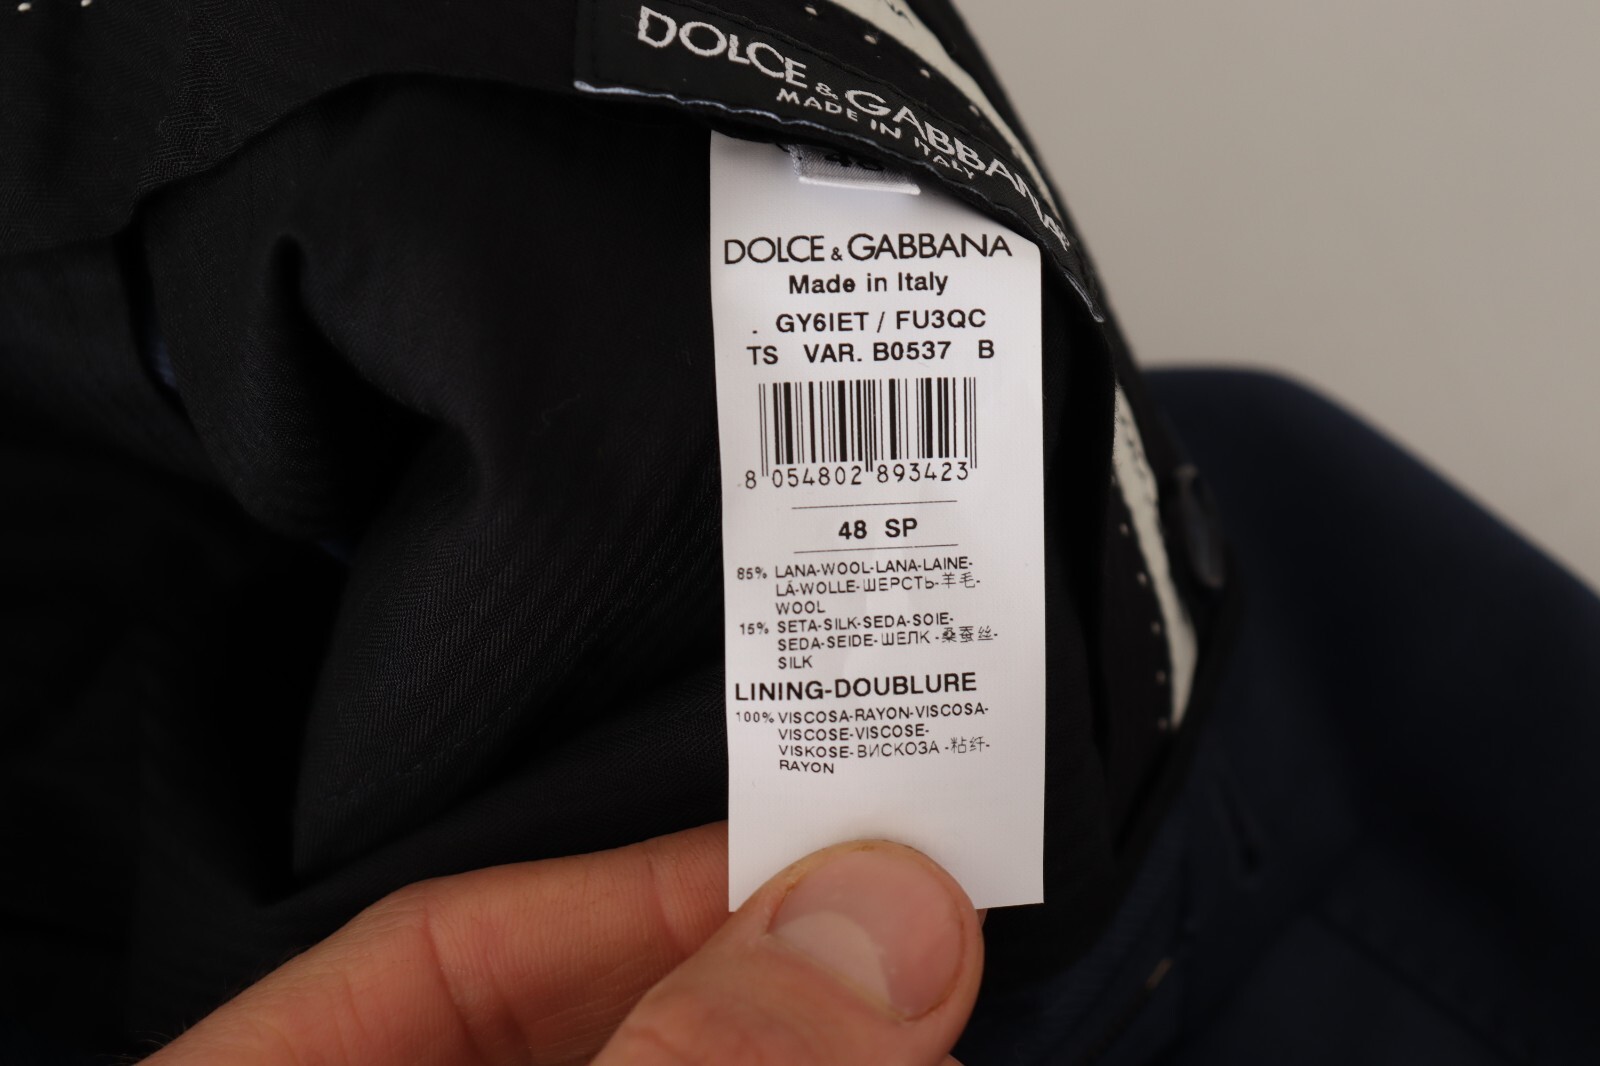 DOLCE & GABBANA
MADE IN ITALY
DOLCE & GABBANA
Made in Italy
. GY6IET / FU3QC
TS VAR. B0537 B
8 054802 893423
48 SP
85% LANA-WOOL-LANA-LAINE-
LÃ-WOLLE-ШЕРСТЬ-羊毛-
WOOL
15% SETA-SILK-SEDA-SOIE-
SEDA-SEIDE-ШЕЛК-桑蚕丝-
SILK
LINING-DOUBLURE
100% VISCOSA-RAYON-VISCOSA-
VISCOSE-VISCOSE-
VISKOSE-ВИСКОЗА-粘纤-
RAYON